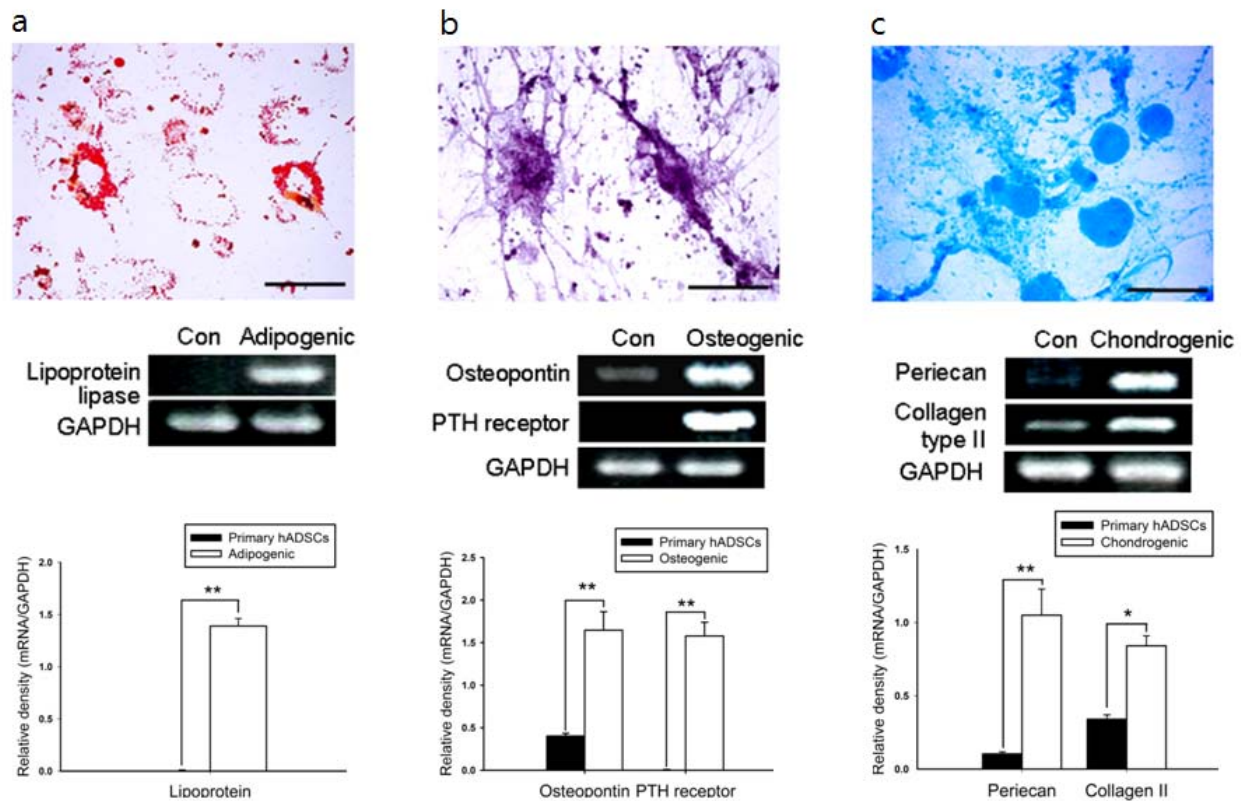 a
b
c
Con Adipogenic
Lipoprotein
lipase
GAPDH
Con Osteogenic
Osteopontin
PTH receptor
GAPDH
Con Chondrogenic
Periecan
Collagen
type II
GAPDH
Relative density (mRNA/GAPDH)
2.0
1.5
1.0
0.5
0.0
Primary hADSCs
Adipogenic
**
Lipoprotein
Relative density (mRNA/GAPDH)
2.5
2.0
1.5
1.0
0.5
0.0
Primary hADSCs
Osteogenic
**
**
Osteopontin PTH receptor
Relative density (mRNA/GAPDH)
1.5
1.0
0.5
0.0
Primary hADSCs
Chondrogenic
**
*
Periecan Collagen II